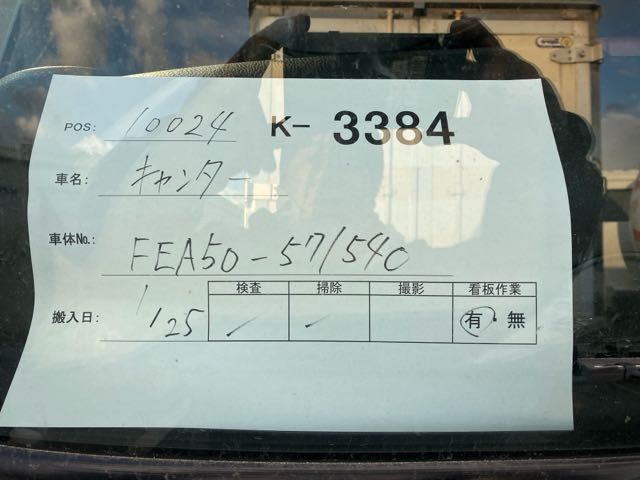 POS: 10024 K- 3384
車名: キャンター
車体No.: FEA50-571540
検査 掃除 撮影 看板作業
搬入日: 1/25 ✓ ✓ 有・無